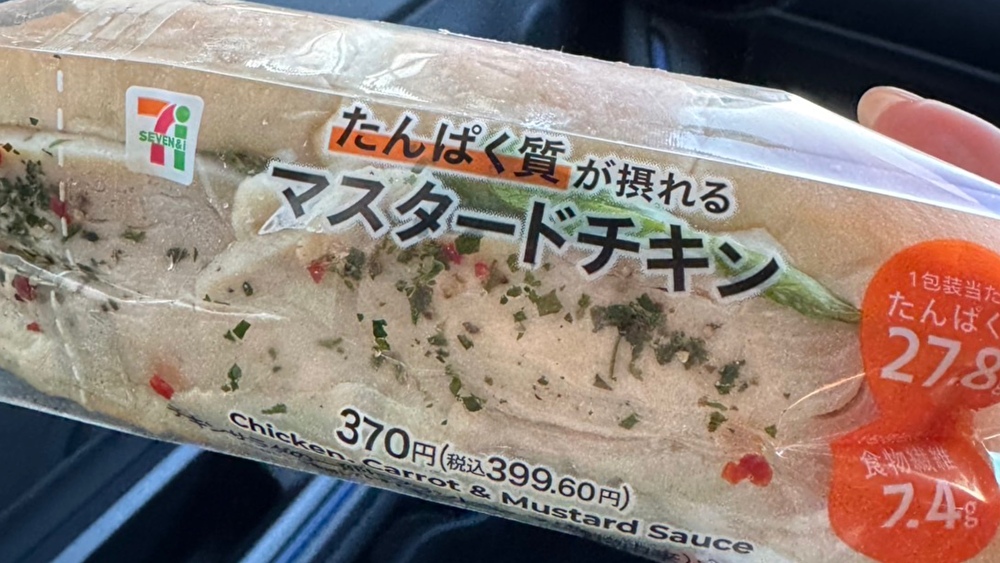 SEVEN&i
たんぱく質が摂れる
マスタードチキン
1包装当た
たんぱく
27.8
370円(税込399.60円)
Chicken, Carrot & Mustard Sauce
食物繊維
7.4g